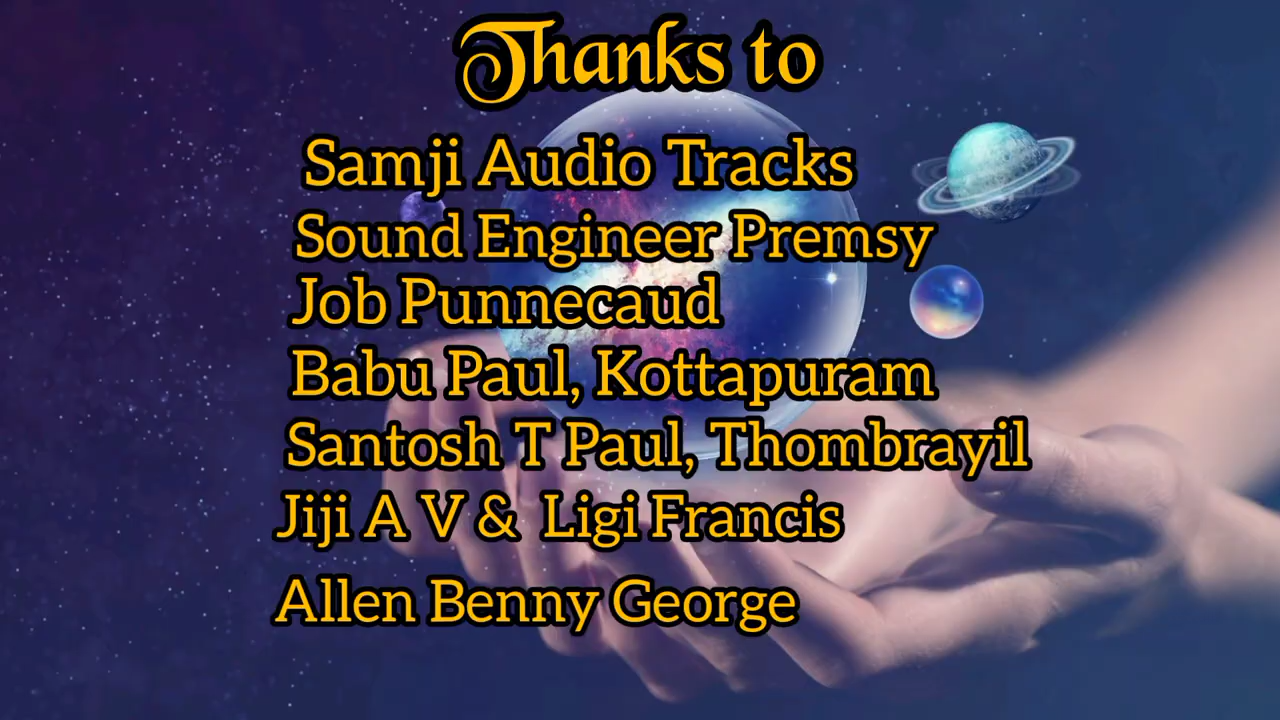 Thanks to
Samji Audio Tracks
Sound Engineer Premsy
Job Punnecaud
Babu Paul, Kottapuram
Santosh T Paul, Thombrayil
Jiji A V & Ligi Francis
Allen Benny George